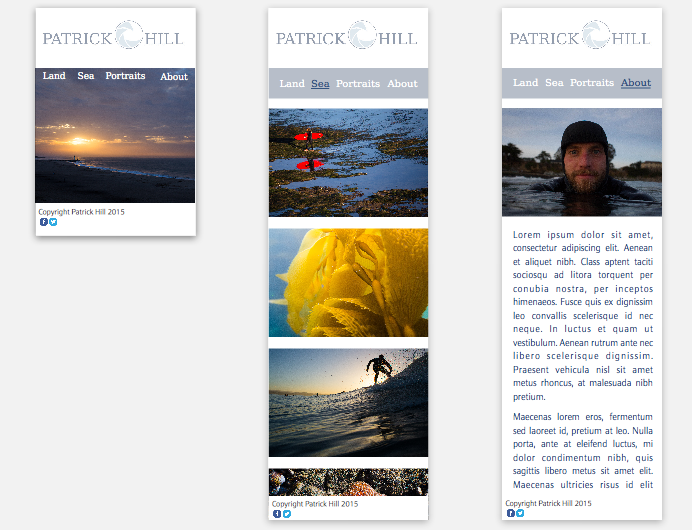 PATRICK HILL
Land Sea Portraits About
Copyright Patrick Hill 2015
PATRICK HILL
Land Sea Portraits About
Copyright Patrick Hill 2015
PATRICK HILL
Land Sea Portraits About
Lorem ipsum dolor sit amet,
consectetur adipiscing elit. Aenean
et aliquet nibh. Class aptent taciti
sociosqu ad litora torquent per
conubia nostra, per inceptos
himenaeos. Fusce quis ex dignissim
leo convallis scelerisque id nec
neque. In luctus et quam ut
vestibulum. Aenean rutrum ante nec
libero scelerisque dignissim.
Praesent vehicula nisl sit amet
metus rhoncus, at malesuada nibh
pretium.
Maecenas lorem eros, fermentum
sed laoreet id, pretium at leo. Nulla
porta, ante at eleifend luctus, mi
dolor condimentum nibh, quis
sagittis libero metus sit amet elit.
Maecenas ultricies risus id elit
Copyright Patrick Hill 2015